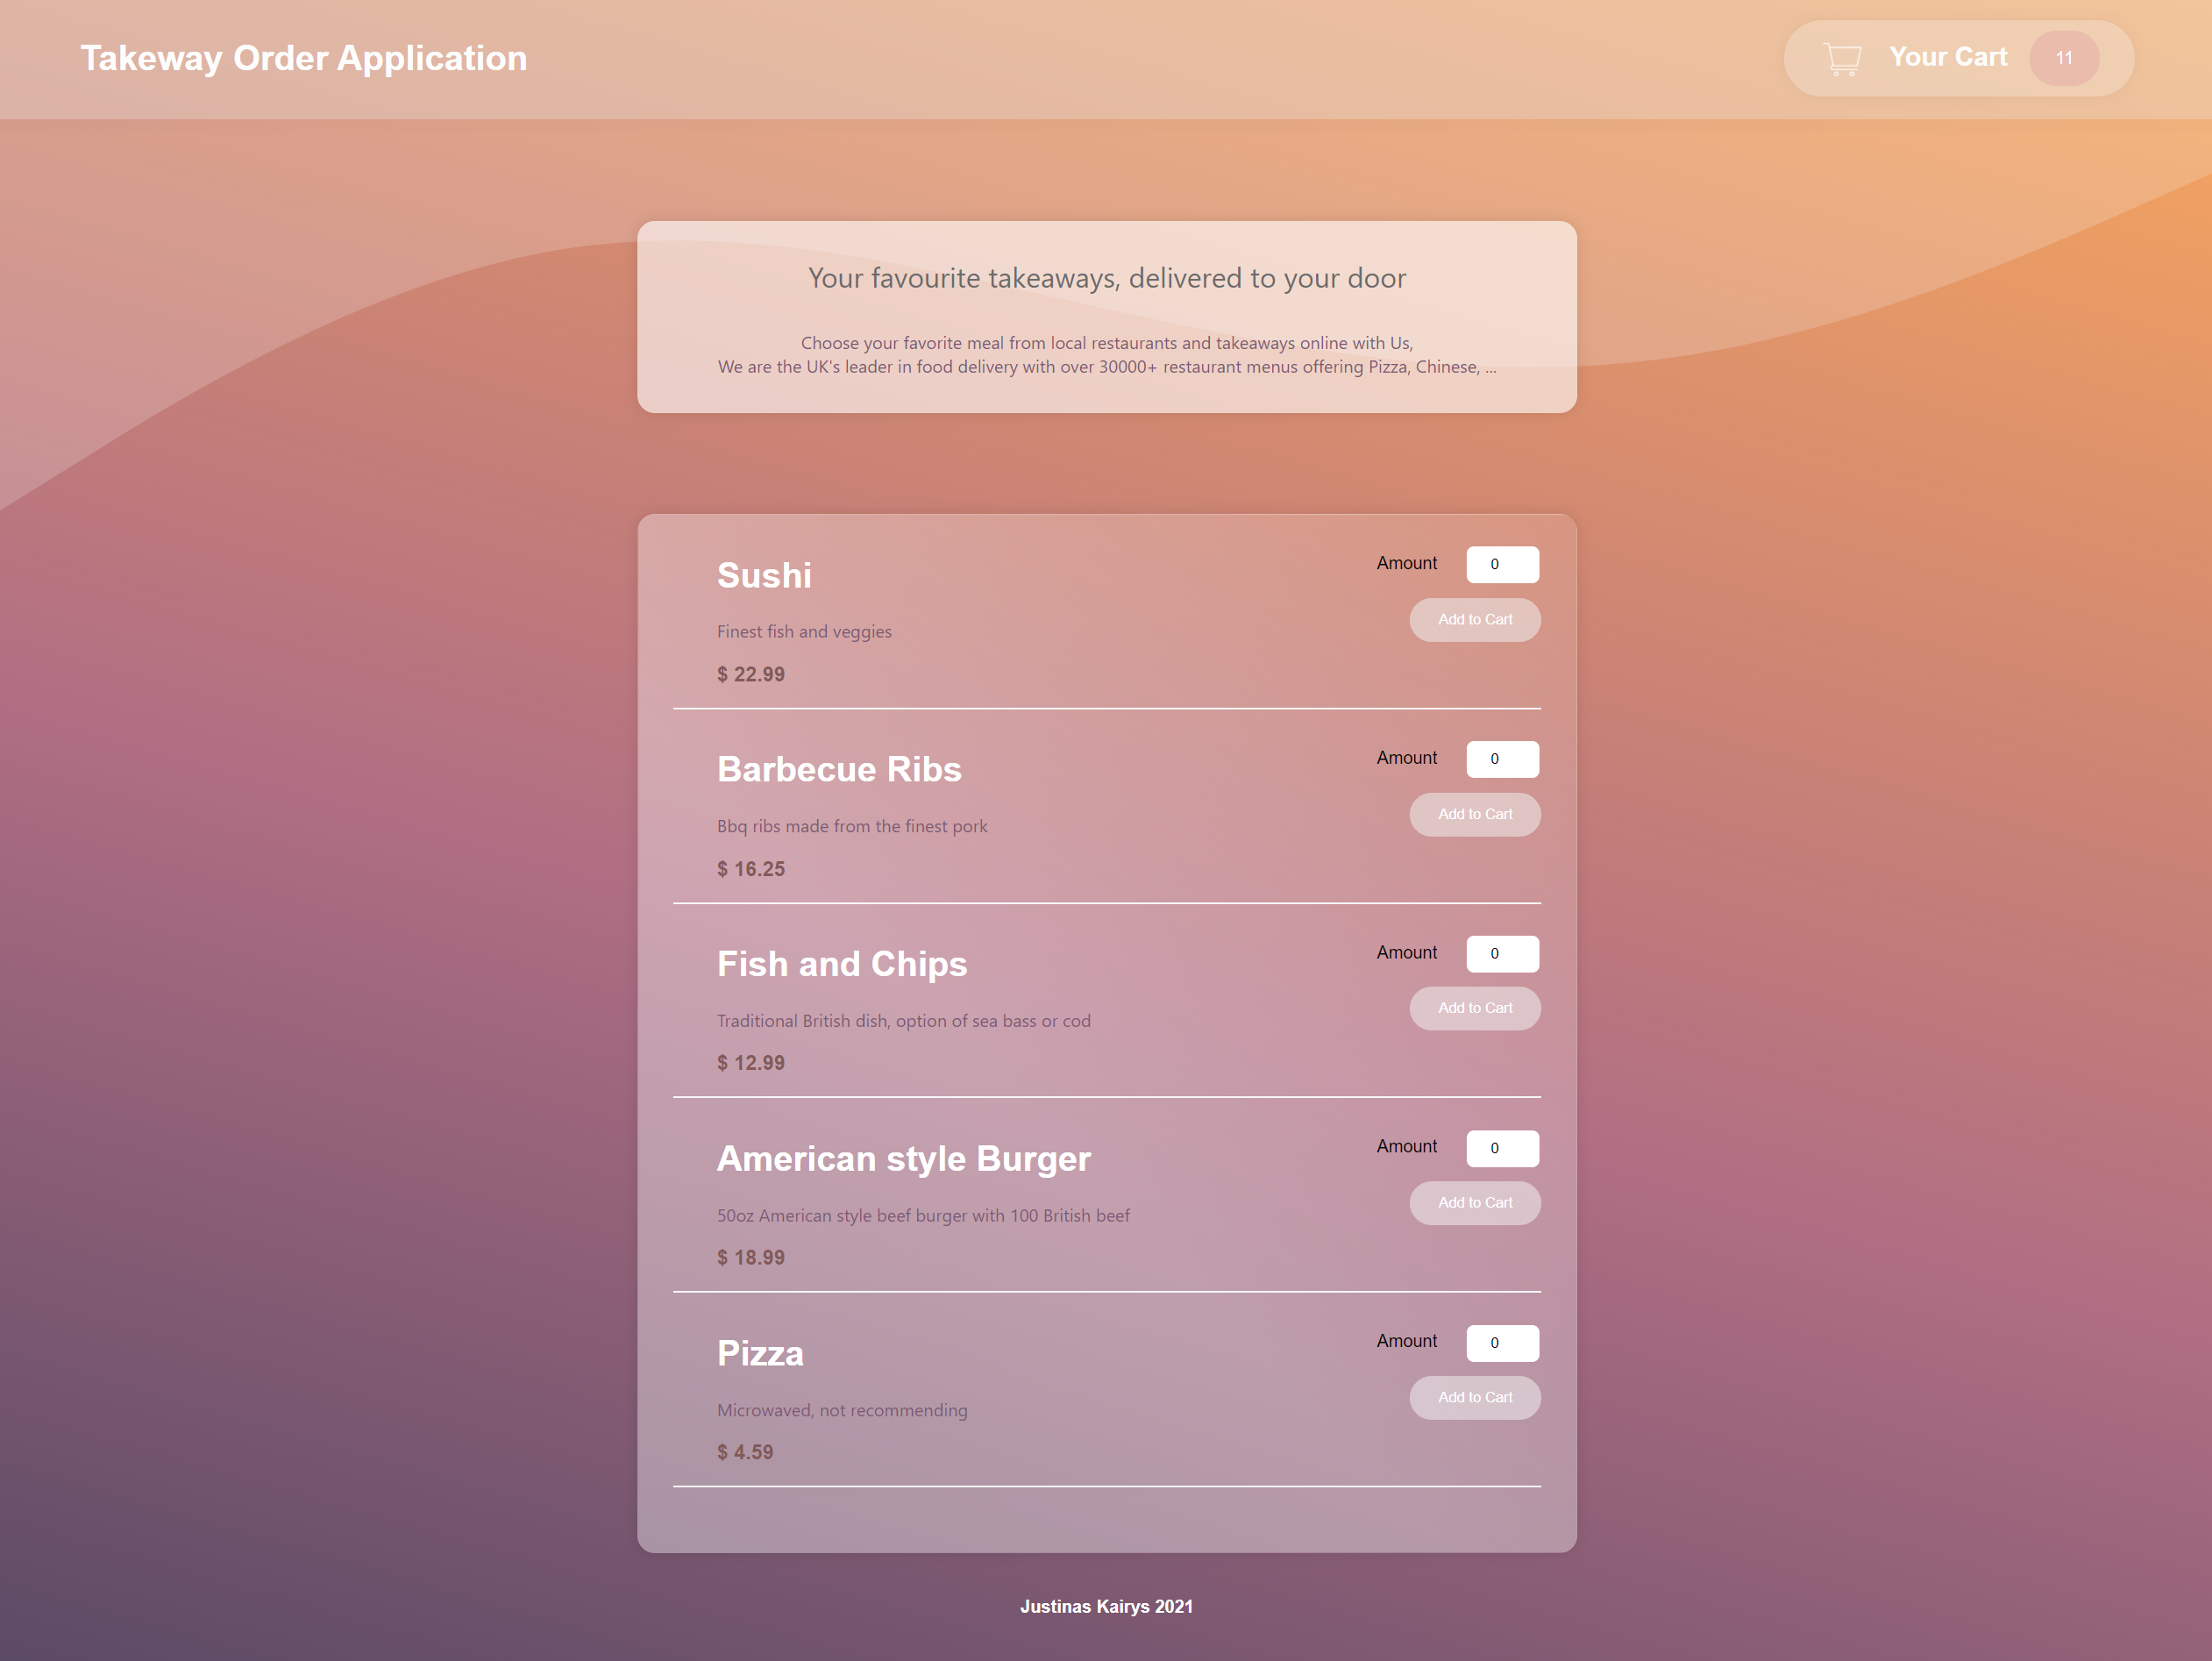 Takeway Order Application
Your Cart 11
Your favourite takeaways, delivered to your door
Choose your favorite meal from local restaurants and takeaways online with Us,
We are the UK's leader in food delivery with over 30000+ restaurant menus offering Pizza, Chinese, ...
Sushi
Amount 0
Add to Cart
Finest fish and veggies
$ 22.99
Barbecue Ribs
Amount 0
Add to Cart
Bbq ribs made from the finest pork
$ 16.25
Fish and Chips
Amount 0
Add to Cart
Traditional British dish, option of sea bass or cod
$ 12.99
American style Burger
Amount 0
Add to Cart
50oz American style beef burger with 100 British beef
$ 18.99
Pizza
Amount 0
Add to Cart
Microwaved, not recommending
$ 4.59
Justinas Kairys 2021